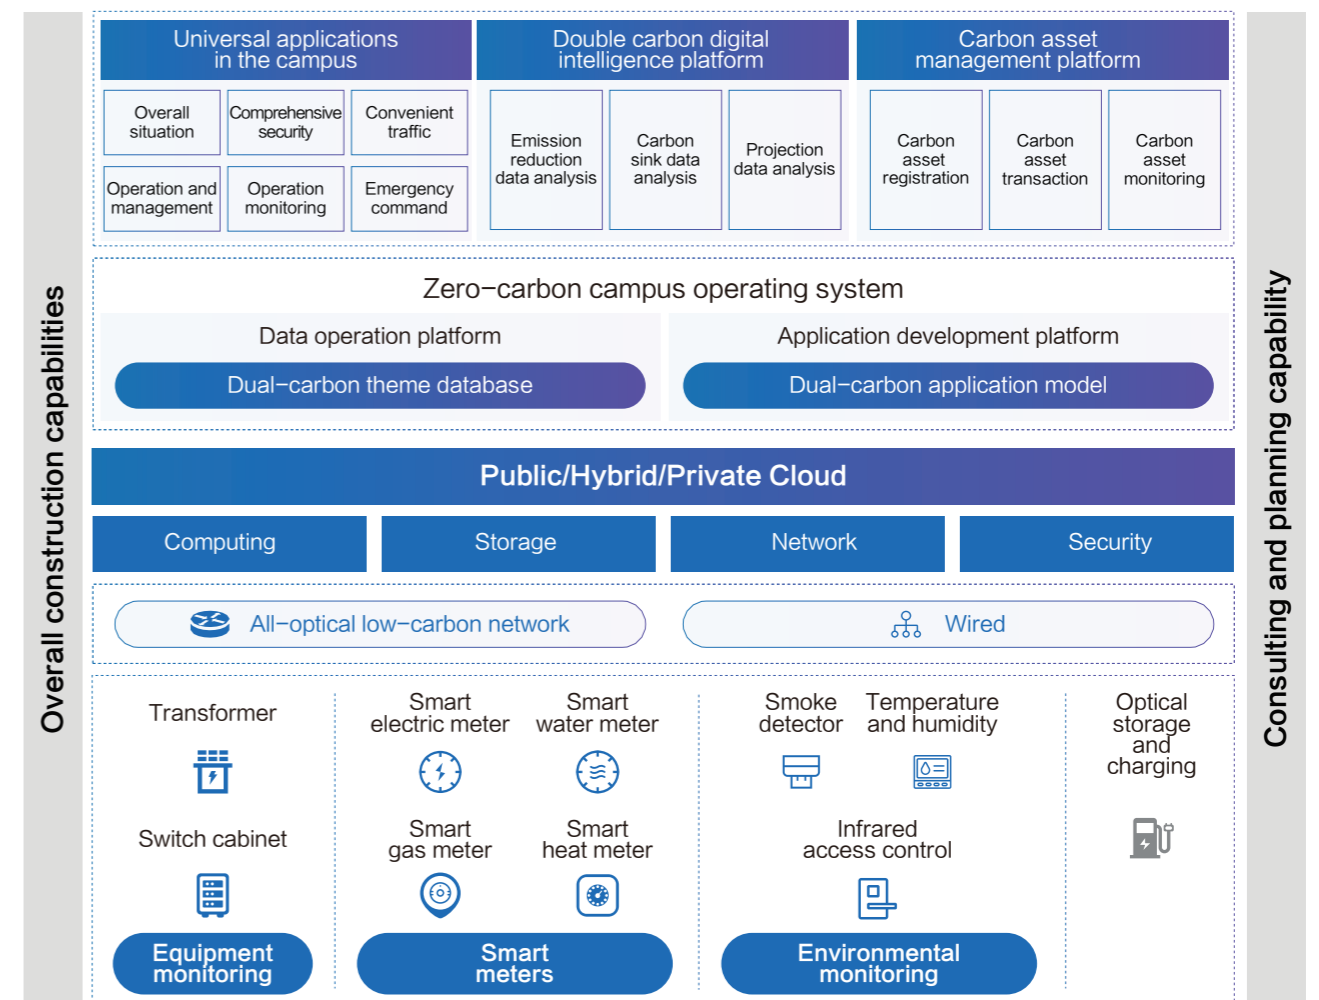 Overall construction capabilities
Universal applications
in the campus
Overall
situation
Comprehensive
security
Convenient
traffic
Operation and
management
Operation
monitoring
Emergency
command
Double carbon digital
intelligence platform
Emission
reduction
data analysis
Carbon
sink data
analysis
Projection
data analysis
Carbon asset
management platform
Carbon
asset
registration
Carbon
asset
transaction
Carbon
asset
monitoring
Zero-carbon campus operating system
Data operation platform
Dual-carbon theme database
Application development platform
Dual-carbon application model
Public/Hybrid/Private Cloud
Computing
Storage
Network
Security
All-optical low-carbon network
Wired
Transformer
Switch cabinet
Equipment
monitoring
Smart
electric meter
Smart
water meter
Smart
gas meter
Smart
heat meter
Smart
meters
Smoke
detector
Temperature
and humidity
Infrared
access control
Environmental
monitoring
Optical
storage
and
charging
Consulting and planning capability